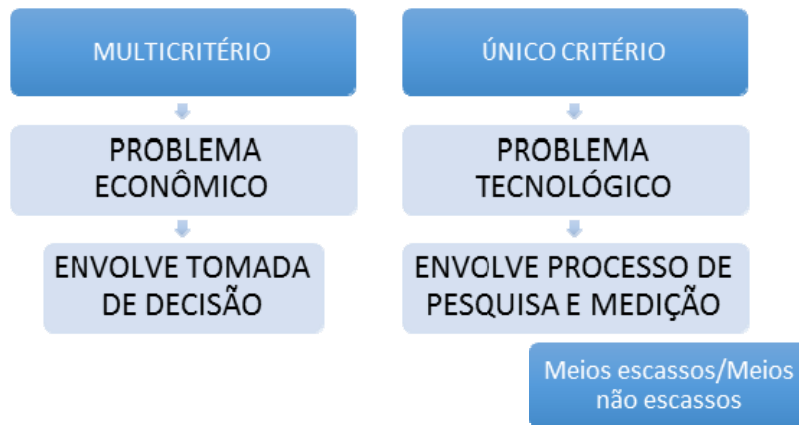 MULTICRITÉRIO
PROBLEMA
ECONÔMICO
ENVOLVE TOMADA
DE DECISÃO
ÚNICO CRITÉRIO
PROBLEMA
TECNOLÓGICO
ENVOLVE PROCESSO DE
PESQUISA E MEDIÇÃO
Meios escassos/Meios
não escassos